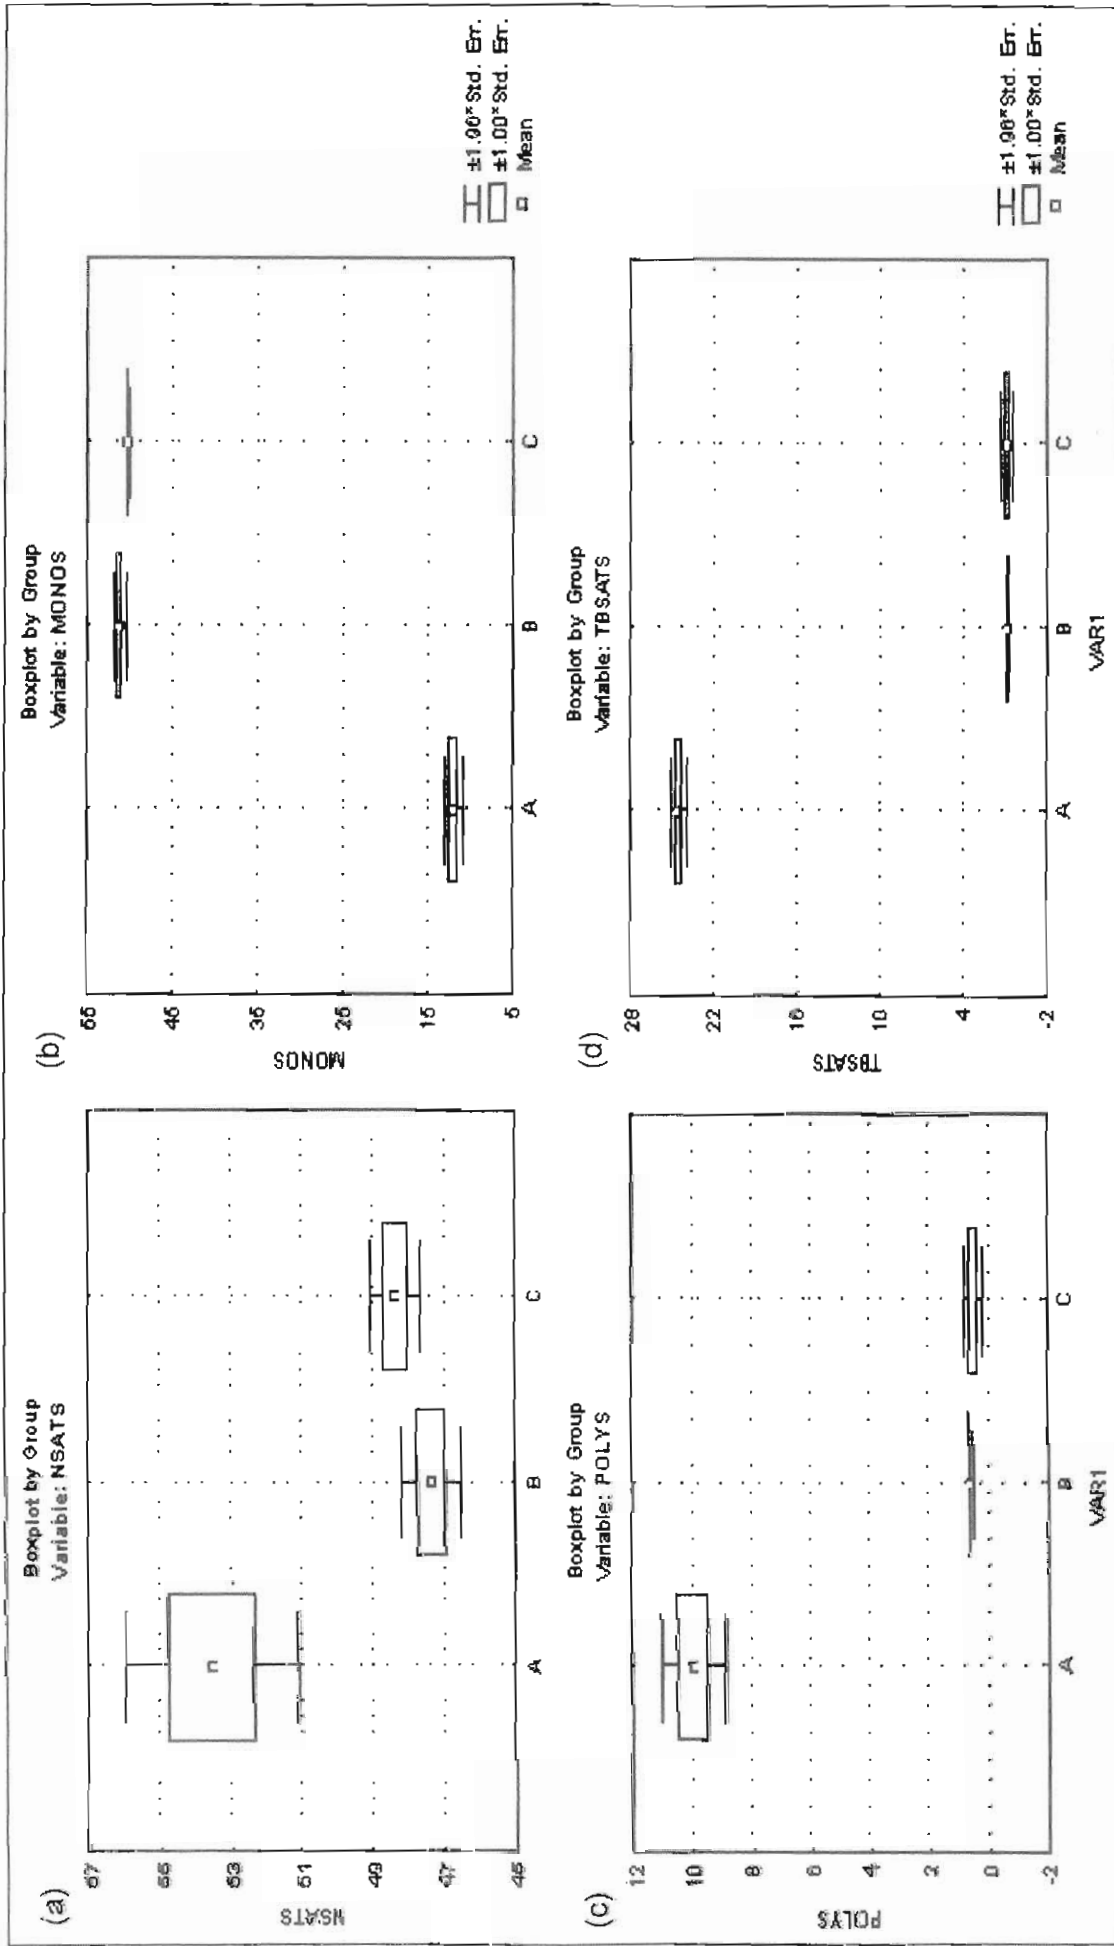 (a)
Boxplot by Group
Variable: NSATS
NSATS
57
55
53
51
49
47
45
A
B
C
(b)
Boxplot by Group
Variable: MONOS
MONOS
55
45
35
25
15
5
A
B
C
±1.96*Std. Err.
±1.00*Std. Err.
Mean
(c)
Boxplot by Group
Variable: POLYS
POLYS
12
10
8
6
4
2
0
-2
A
B
C
VAR1
(d)
Boxplot by Group
Variable: TBSATS
TBSATS
28
22
16
10
4
-2
A
B
C
VAR1
±1.96*Std. Err.
±1.00*Std. Err.
Mean